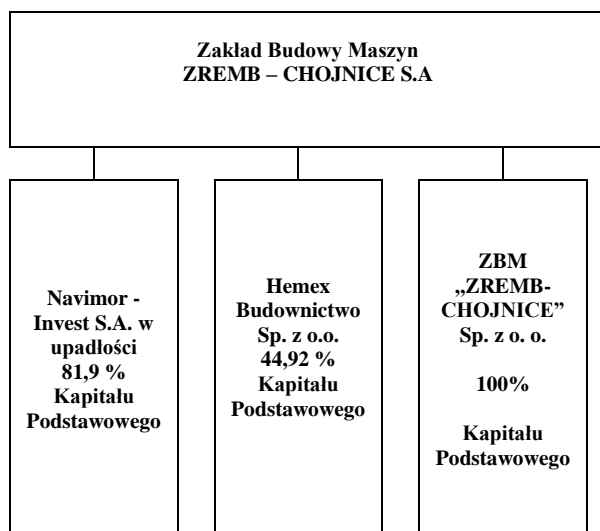 Zakład Budowy Maszyn
ZREMB – CHOJNICE S.A
Navimor -
Invest S.A. w
upadłości
81,9 %
Kapitału
Podstawowego
Hemex
Budownictwo
Sp. z o.o.
44,92 %
Kapitału
Podstawowego
ZBM
„ZREMB-
CHOJNICE”
Sp. z o. o.
100%
Kapitału
Podstawowego